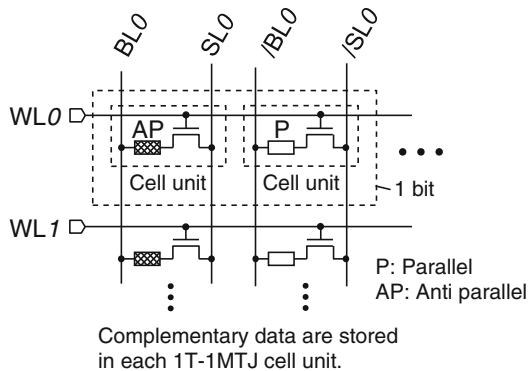 BL0
SL0
/BL0
/SL0
WL0
AP
P
Cell unit
Cell unit
1 bit
WL1
P: Parallel
AP: Anti parallel
Complementary data are stored
in each 1T-1MTJ cell unit.